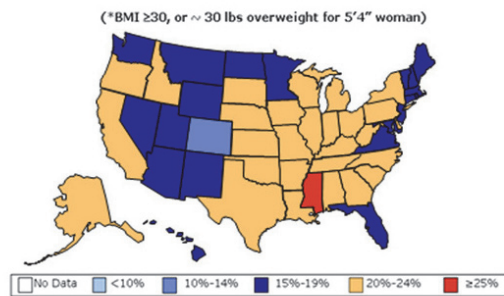 (*BMI ≥30, or ~ 30 lbs overweight for 5'4" woman)
No Data <10% 10%-14% 15%-19% 20%-24% ≥25%